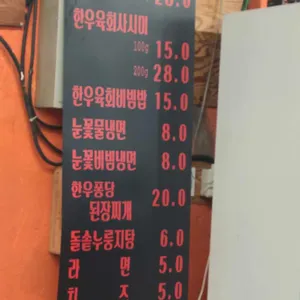 한우육회사시미
100g 15.0
200g 28.0
한우육회비빔밥 15.0
눈꽃물냉면 8.0
눈꽃비빔냉면 8.0
한우퐁당
된장찌개 20.0
돌솥누룽지탕 6.0
라면 5.0
5.0